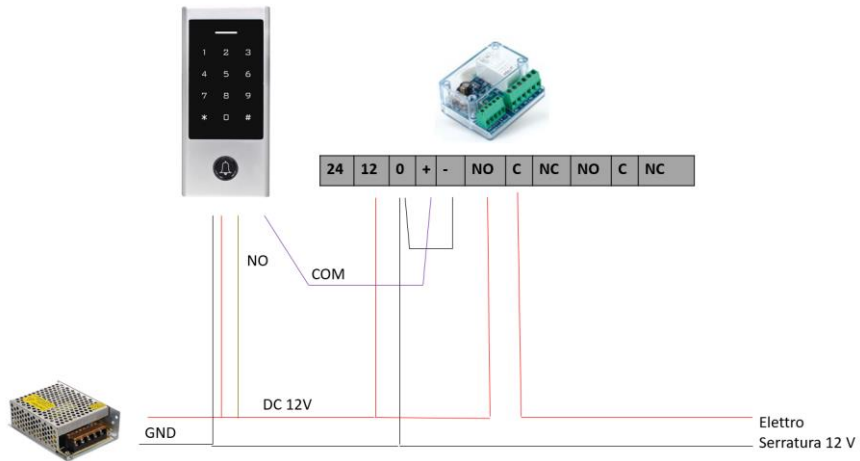 1 2 3
4 5 6
7 8 9
* 0 #
24 12 0 + - NO C NC NO C NC
NO
COM
DC 12V
GND
Elettro
Serratura 12 V